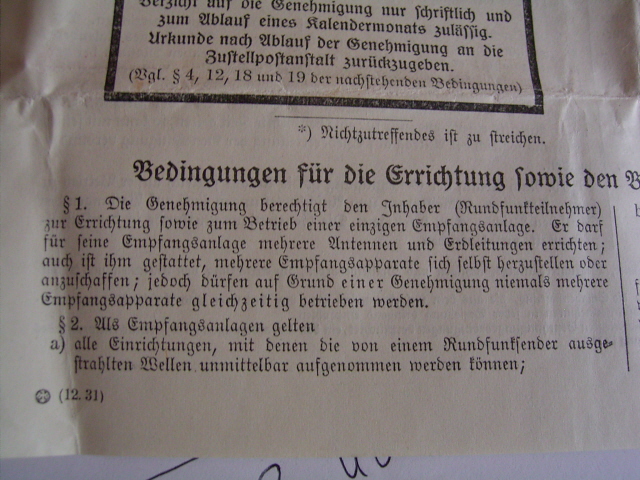 Verzicht auf die Genehmigung nur schriftlich und
zum Ablauf eines Kalendermonats zulässig.
Urkunde nach Ablauf der Genehmigung an die
Zustellpostanstalt zurückzugeben.
(Vgl. § 4, 12, 18 und 19 der nachstehenden Bedingungen)
*) Nichtzutreffendes ist zu streichen.
Bedingungen für die Errichtung sowie den B
§ 1. Die Genehmigung berechtigt den Inhaber (Rundfunkteilnehmer)
zur Errichtung sowie zum Betrieb einer einzigen Empfangsanlage. Er darf
für seine Empfangsanlage mehrere Antennen und Erdleitungen errichten;
auch ist ihm gestattet, mehrere Empfangsapparate sich selbst herzustellen oder
anzuschaffen; jedoch dürfen auf Grund einer Genehmigung niemals mehrere
Empfangsapparate gleichzeitig betrieben werden.
§ 2. Als Empfangsanlagen gelten
a) alle Einrichtungen, mit denen die von einem Rundfunksender ausge-
strahlten Wellen unmittelbar aufgenommen werden können;
(12. 31)